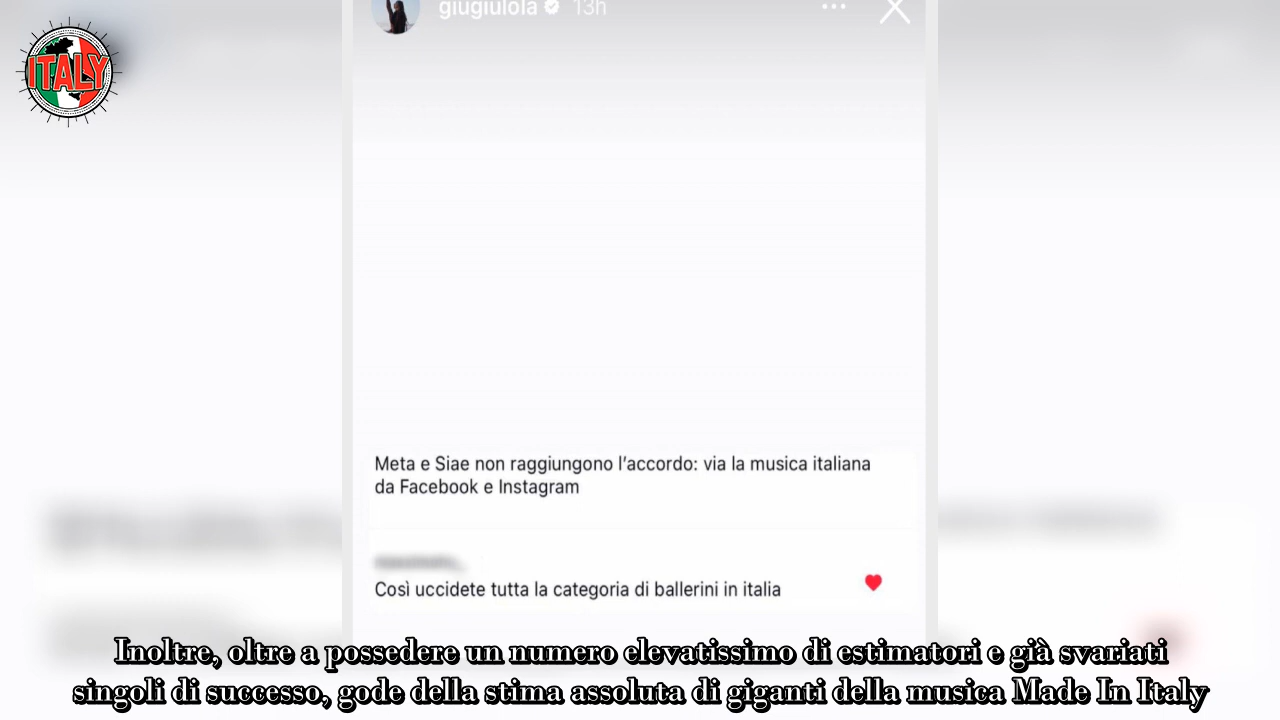 giugiulola 13h
ITALY
Meta e Siae non raggiungono l'accordo: via la musica italiana
da Facebook e Instagram
Così uccidete tutta la categoria di ballerini in italia
Inoltre, oltre a possedere un numero elevatissimo di estimatori e già svariati
singoli di successo, gode della stima assoluta di giganti della musica Made In Italy